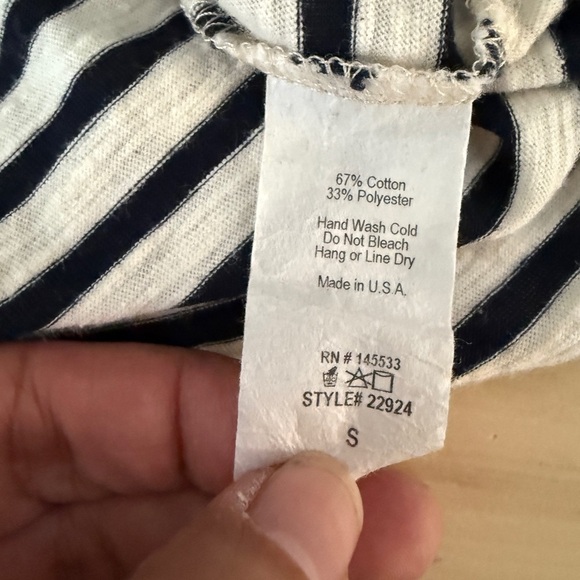 67% Cotton
33% Polyester
Hand Wash Cold
Do Not Bleach
Hang or Line Dry
Made in U.S.A.
RN # 145533
STYLE# 22924
S